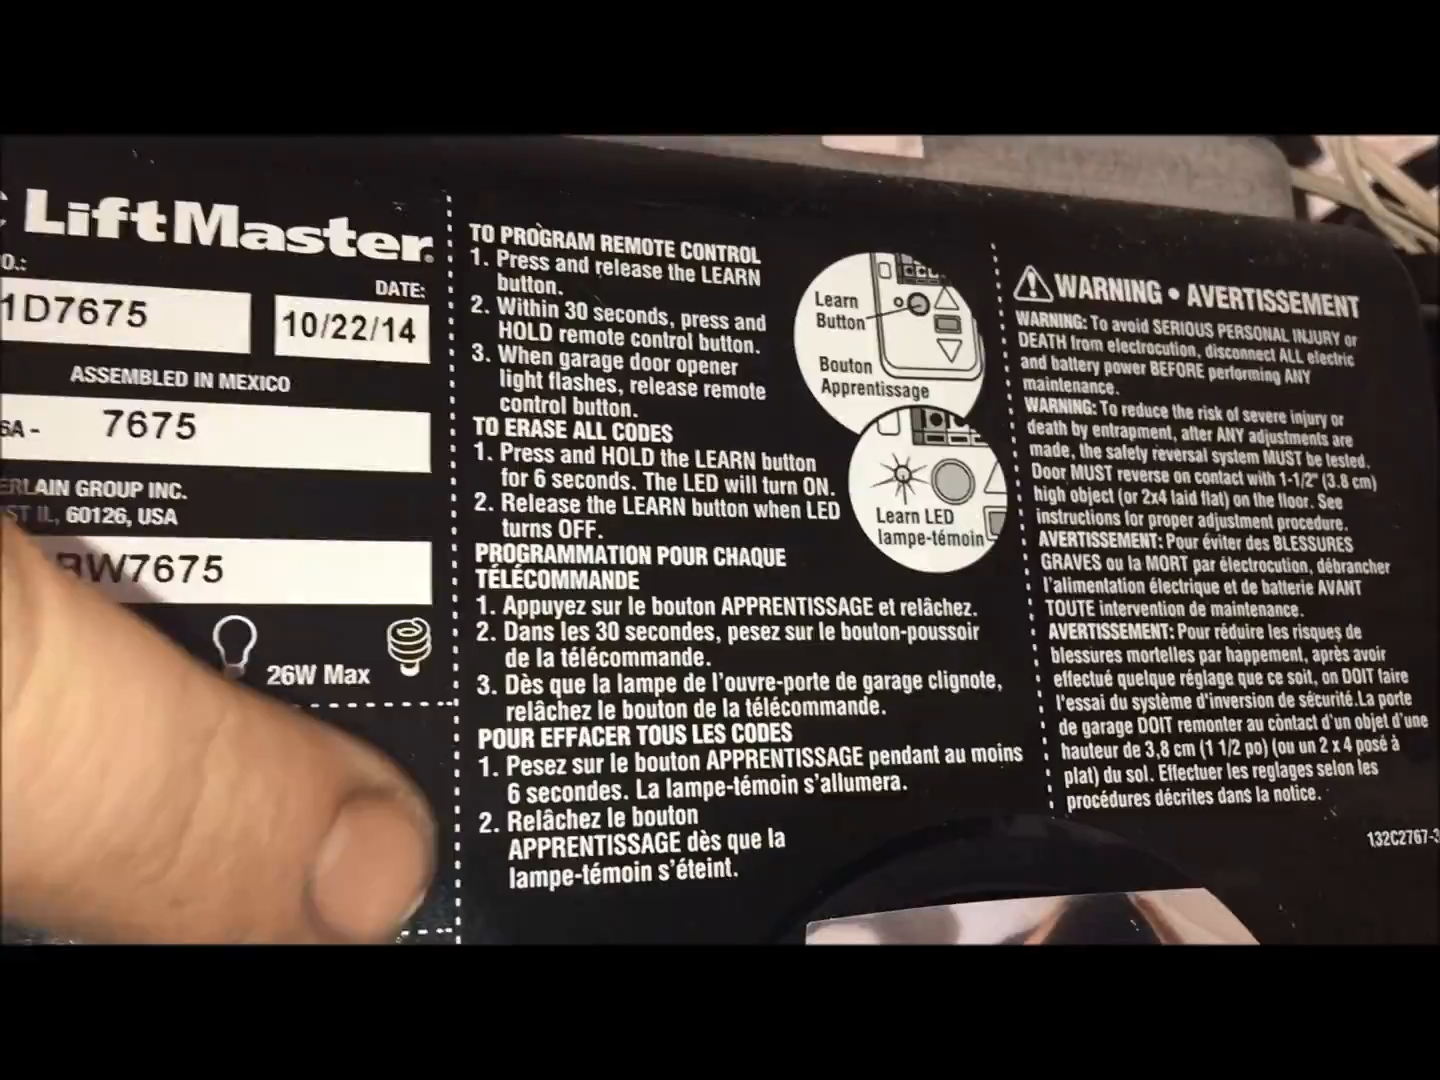 LiftMaster
O.:
DATE:
1D7675
10/22/14
ASSEMBLED IN MEXICO
6A- 7675
ERLAIN GROUP INC.
ST IL, 60126, USA
BW7675
26W Max
TO PROGRAM REMOTE CONTROL
1. Press and release the LEARN
button.
2. Within 30 seconds, press and
HOLD remote control button.
3. When garage door opener
light flashes, release remote
control button.
TO ERASE ALL CODES
1. Press and HOLD the LEARN button
for 6 seconds. The LED will turn ON.
2. Release the LEARN button when LED
turns OFF.
PROGRAMMATION POUR CHAQUE
TÉLÉCOMMANDE
1. Appuyez sur le bouton APPRENTISSAGE et relâchez.
2. Dans les 30 secondes, pesez sur le bouton-poussoir
de la télécommande.
3. Dès que la lampe de l'ouvre-porte de garage clignote,
relâchez le bouton de la télécommande.
POUR EFFACER TOUS LES CODES
1. Pesez sur le bouton APPRENTISSAGE pendant au moins
6 secondes. La lampe-témoin s'allumera.
2. Relâchez le bouton
APPRENTISSAGE dès que la
lampe-témoin s'éteint.
Learn
Button
Bouton
Apprentissage
Learn LED
lampe-témoin
WARNING • AVERTISSEMENT
WARNING: To avoid SERIOUS PERSONAL INJURY or
DEATH from electrocution, disconnect ALL electric
and battery power BEFORE performing ANY
maintenance.
WARNING: To reduce the risk of severe injury or
death by entrapment, after ANY adjustments are
made, the safety reversal system MUST be tested.
Door MUST reverse on contact with 1-1/2" (3.8 cm)
high object (or 2x4 laid flat) on the floor. See
instructions for proper adjustment procedure.
AVERTISSEMENT: Pour éviter des BLESSURES
GRAVES ou la MORT par électrocution, débrancher
l'alimentation électrique et de batterie AVANT
TOUTE intervention de maintenance.
AVERTISSEMENT: Pour réduire les risques de
blessures mortelles par happement, après avoir
effectué quelque réglage que ce soit, on DOIT faire
l'essai du système d'inversion de sécurité.La porte
de garage DOIT remonter au contact d'un objet d'une
hauteur de 3,8 cm (1 1/2 po) (ou un 2 x 4 posé à
plat) du sol. Effectuer les reglages selon les
procédures décrites dans la notice.
132C2767-3